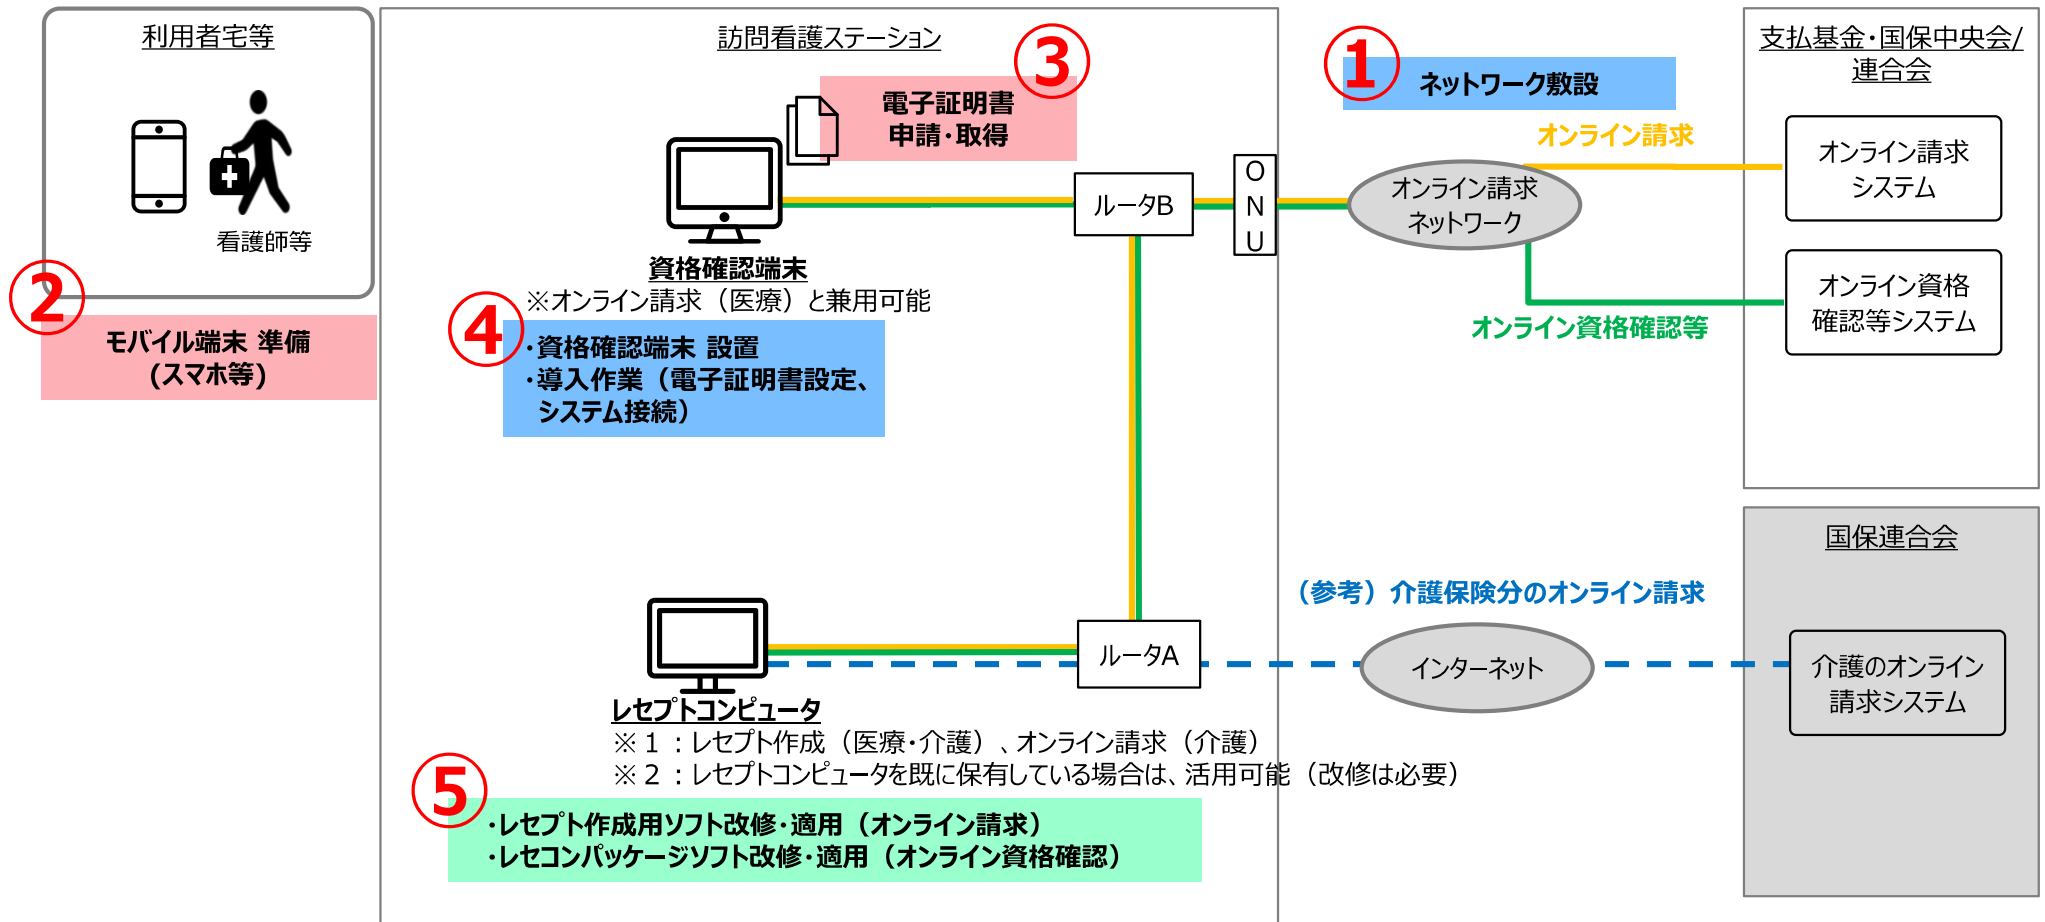 利用者宅等
看護師等
②
モバイル端末 準備
(スマホ等)
訪問看護ステーション
③
電子証明書
申請・取得
資格確認端末
※オンライン請求（医療）と兼用可能
④
・資格確認端末 設置
・導入作業（電子証明書設定、
システム接続）
ルータB
O
N
U
①
ネットワーク敷設
オンライン請求
オンライン請求
ネットワーク
オンライン資格確認等
支払基金・国保中央会/
連合会
オンライン請求
システム
オンライン資格
確認等システム
ルータA
レセプトコンピュータ
※１：レセプト作成（医療・介護）、オンライン請求（介護）
※２：レセプトコンピュータを既に保有している場合は、活用可能（改修は必要）
⑤
・レセプト作成用ソフト改修・適用（オンライン請求）
・レセコンパッケージソフト改修・適用（オンライン資格確認）
（参考）介護保険分のオンライン請求
インターネット
国保連合会
介護のオンライン
請求システム